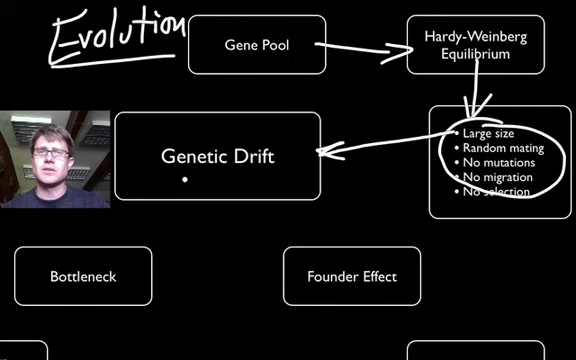 Evolution
Gene Pool
Hardy-Weinberg
Equilibrium
• Large size
• Random mating
• No mutations
• No migration
• No selection
Genetic Drift
Bottleneck
Founder Effect